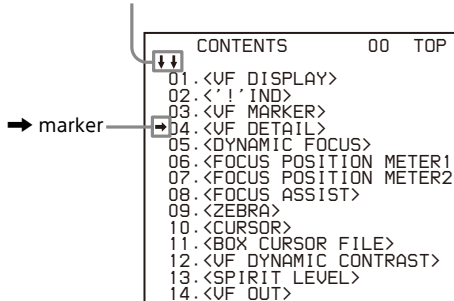 CONTENTS 00 TOP
↓↓
01.<VF DISPLAY>
02.<'!'IND>
03.<VF MARKER>
➡ marker
➡04.<VF DETAIL>
05.<DYNAMIC FOCUS>
06.<FOCUS POSITION METER1
07.<FOCUS POSITION METER2
08.<FOCUS ASSIST>
09.<ZEBRA>
10.<CURSOR>
11.<BOX CURSOR FILE>
12.<VF DYNAMIC CONTRAST>
13.<SPIRIT LEVEL>
14.<VF OUT>